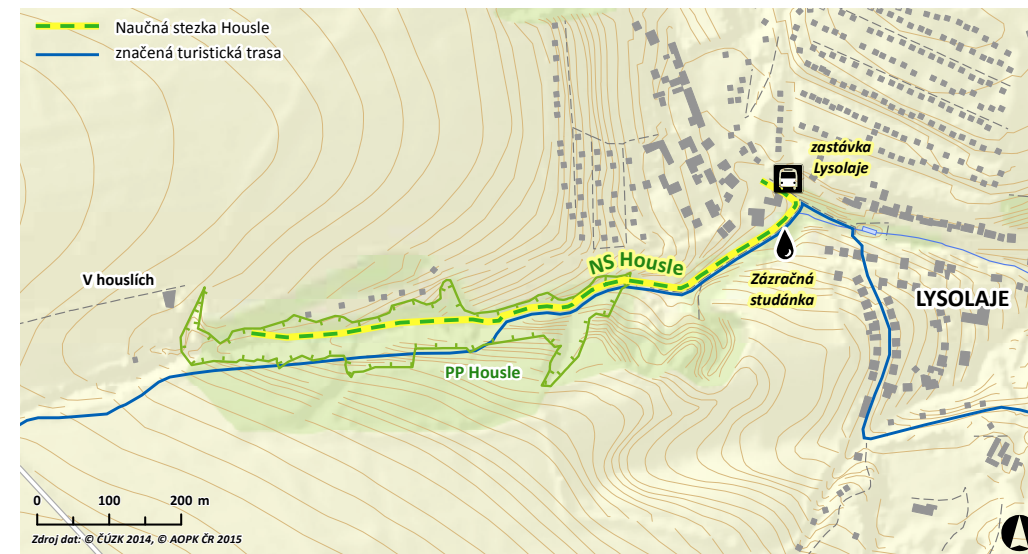 Naučná stezka Housle
značená turistická trasa
zastávka
Lysolaje
NS Housle
V houslích
Zázračná
studánka
LYSOLAJE
PP Housle
0 100 200 m
Zdroj dat: © ČÚZK 2014, © AOPK ČR 2015